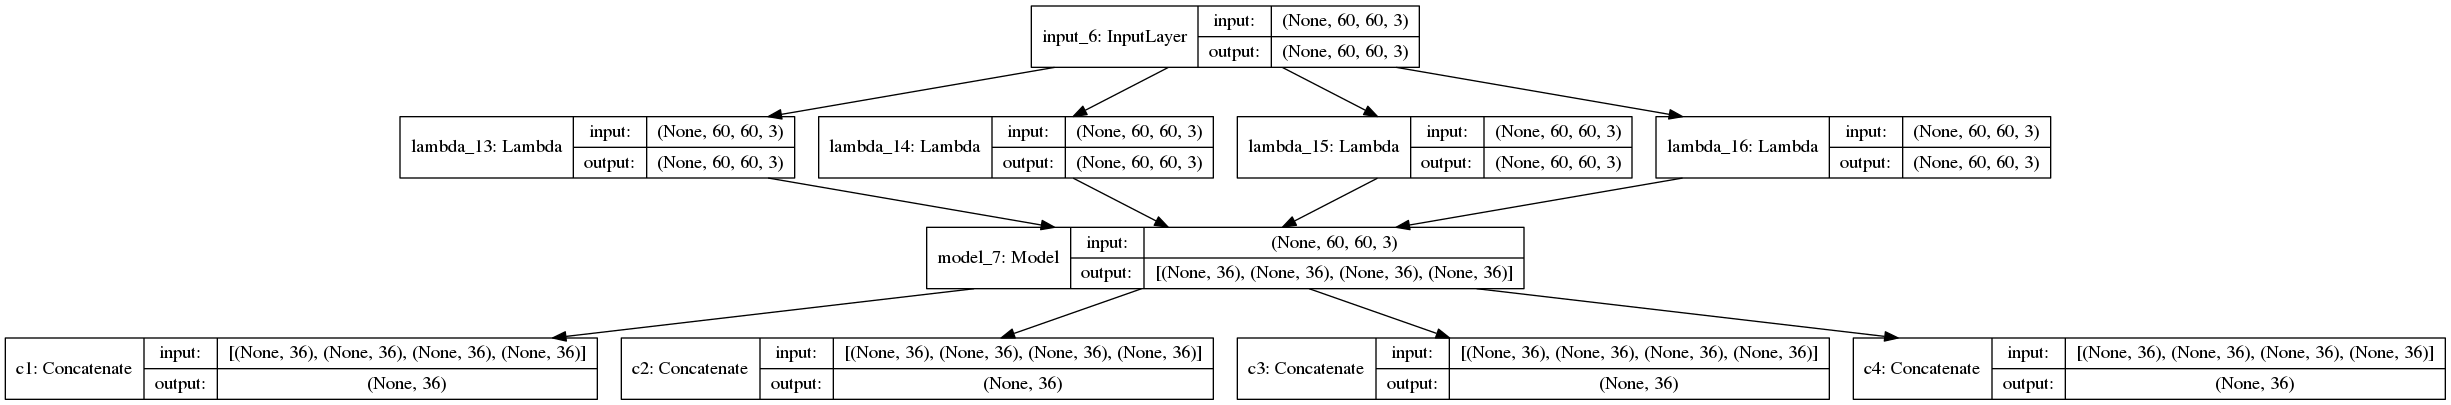 input_6: InputLayer
input:
(None, 60, 60, 3)
output:
(None, 60, 60, 3)
lambda_13: Lambda
input:
(None, 60, 60, 3)
output:
(None, 60, 60, 3)
lambda_14: Lambda
input:
(None, 60, 60, 3)
output:
(None, 60, 60, 3)
lambda_15: Lambda
input:
(None, 60, 60, 3)
output:
(None, 60, 60, 3)
lambda_16: Lambda
input:
(None, 60, 60, 3)
output:
(None, 60, 60, 3)
model_7: Model
input:
(None, 60, 60, 3)
output:
[(None, 36), (None, 36), (None, 36), (None, 36)]
c1: Concatenate
input:
[(None, 36), (None, 36), (None, 36), (None, 36)]
output:
(None, 36)
c2: Concatenate
input:
[(None, 36), (None, 36), (None, 36), (None, 36)]
output:
(None, 36)
c3: Concatenate
input:
[(None, 36), (None, 36), (None, 36), (None, 36)]
output:
(None, 36)
c4: Concatenate
input:
[(None, 36), (None, 36), (None, 36), (None, 36)]
output:
(None, 36)